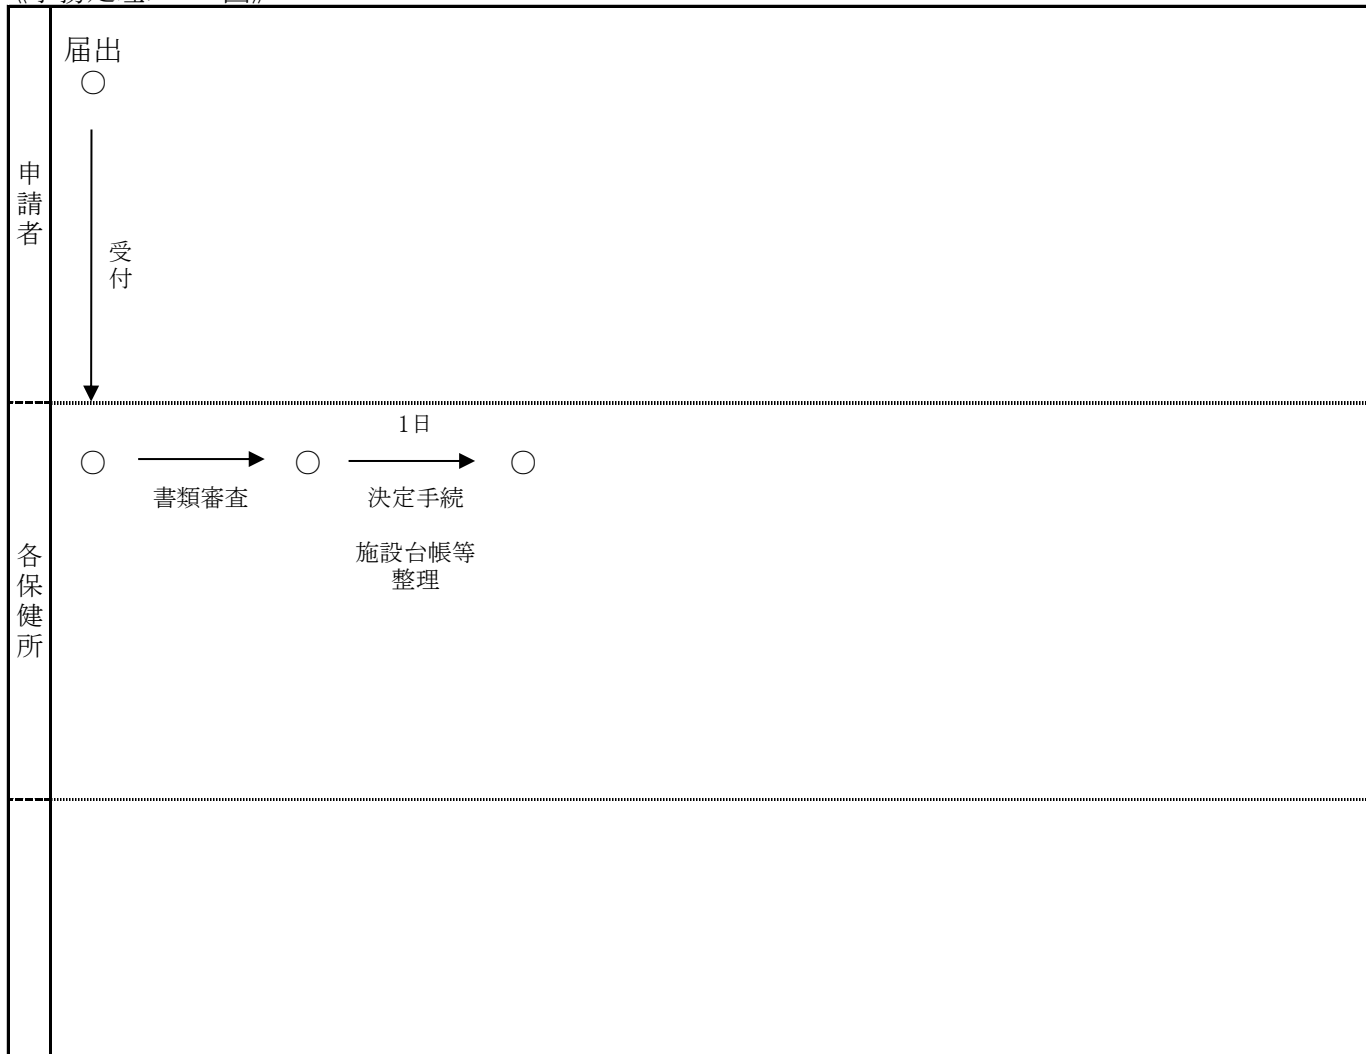 届出
申請者
受付
1日
書類審査
決定手続
施設台帳等
整理
各保健所